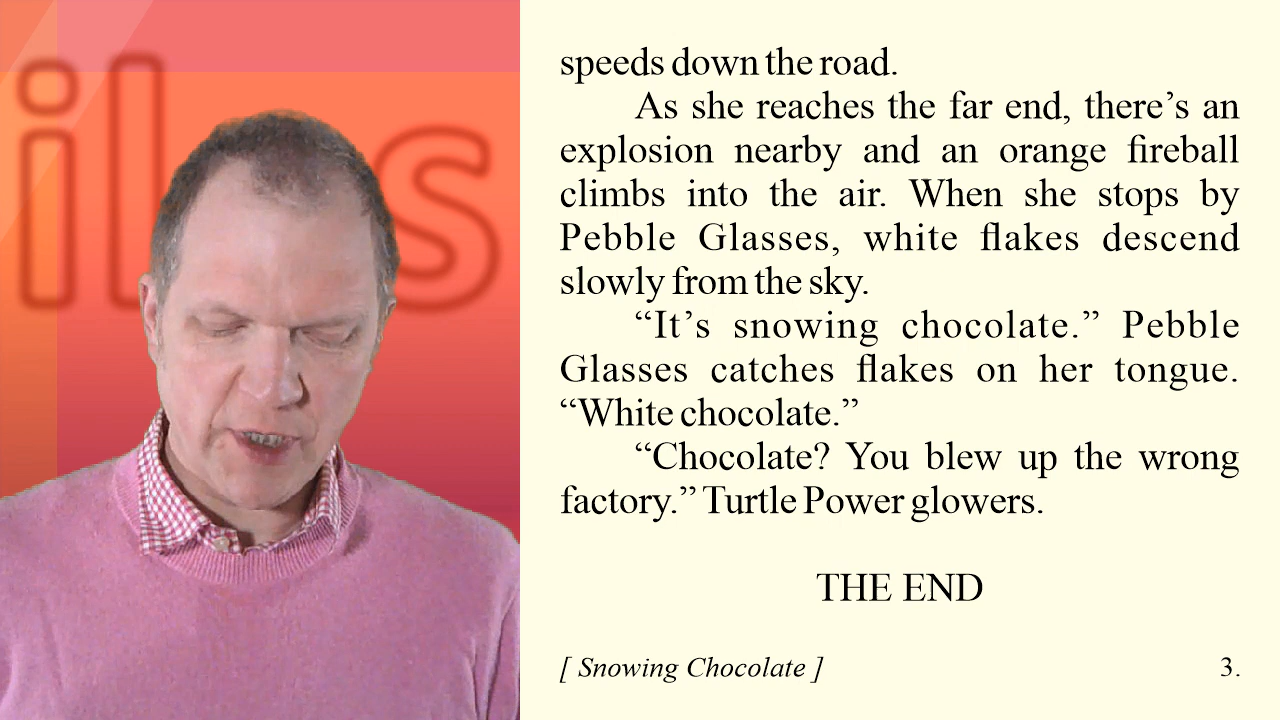 ils
speeds down the road.
As she reaches the far end, there’s an
explosion nearby and an orange fireball
climbs into the air. When she stops by
Pebble Glasses, white flakes descend
slowly from the sky.
“It’s snowing chocolate.” Pebble
Glasses catches flakes on her tongue.
“White chocolate.”
“Chocolate? You blew up the wrong
factory.” Turtle Power glowers.
THE END
[ Snowing Chocolate ] 3.